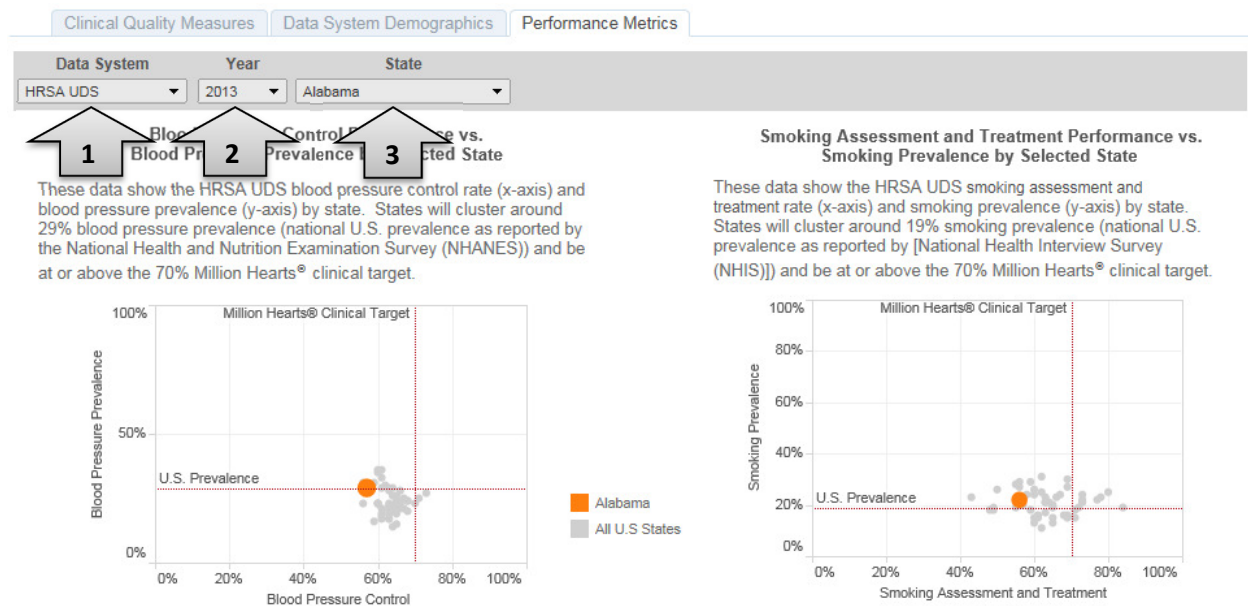 Clinical Quality Measures Data System Demographics Performance Metrics
Data System Year State
HRSA UDS 2013 Alabama
1 2 3
Control vs.
Smoking Assessment and Treatment Performance vs.
Smoking Prevalence by Selected State
These data show the HRSA UDS blood pressure control rate (x-axis) and
blood pressure prevalence (y-axis) by state. States will cluster around
29% blood pressure prevalence (national U.S. prevalence as reported by
the National Health and Nutrition Examination Survey (NHANES)) and be
at or above the 70% Million Hearts® clinical target.
These data show the HRSA UDS smoking assessment and
treatment rate (x-axis) and smoking prevalence (y-axis) by state.
States will cluster around 19% smoking prevalence (national U.S.
prevalence as reported by [National Health Interview Survey
(NHIS)]) and be at or above the 70% Million Hearts® clinical target.
100%
Million Hearts® Clinical Target
Blood Pressure Prevalence
50%
U.S. Prevalence
0%
0% 20% 40% 60% 80% 100%
Blood Pressure Control
Alabama
All U.S States
100%
Million Hearts® Clinical Target
80%
60%
Smoking Prevalence
40%
U.S. Prevalence
20%
0%
0% 20% 40% 60% 80% 100%
Smoking Assessment and Treatment